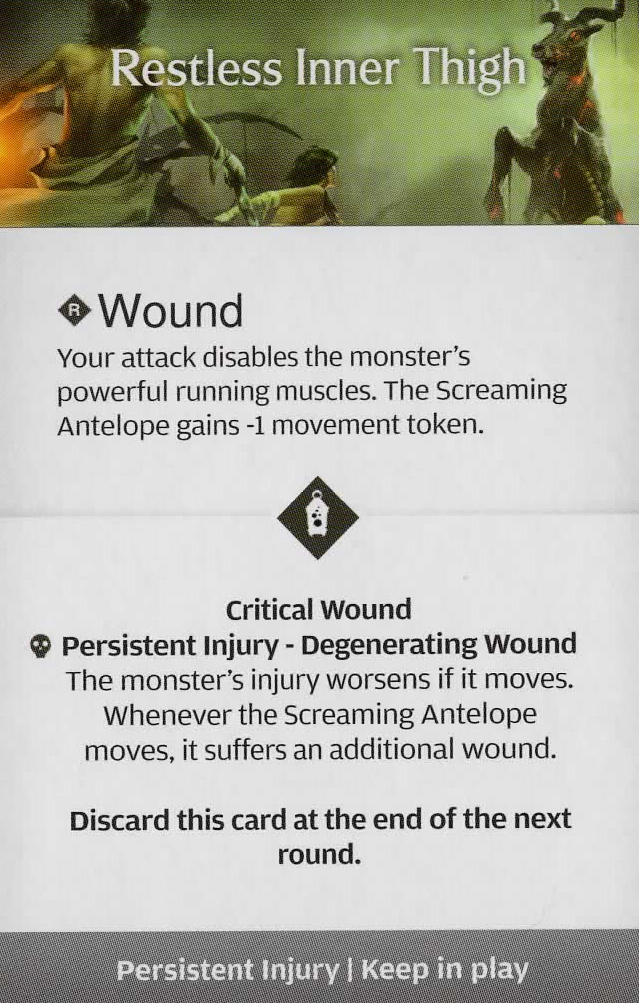 Restless Inner Thigh
R Wound
Your attack disables the monster's
powerful running muscles. The Screaming
Antelope gains -1 movement token.
Critical Wound
Persistent Injury - Degenerating Wound
The monster's injury worsens if it moves.
Whenever the Screaming Antelope
moves, it suffers an additional wound.
Discard this card at the end of the next
round.
Persistent Injury | Keep in play